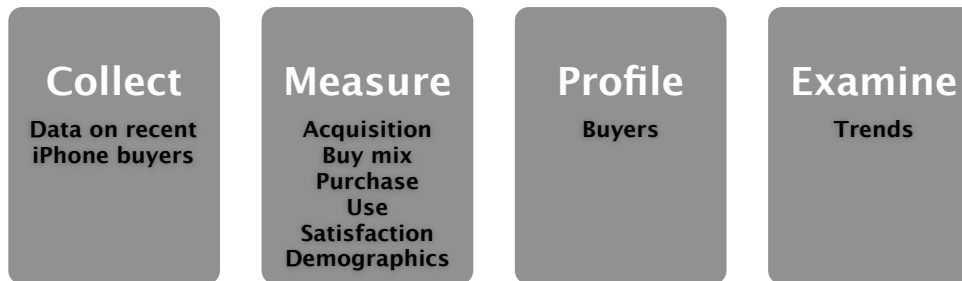 Collect
Data on recent
iPhone buyers
Measure
Acquisition
Buy mix
Purchase
Use
Satisfaction
Demographics
Profile
Buyers
Examine
Trends